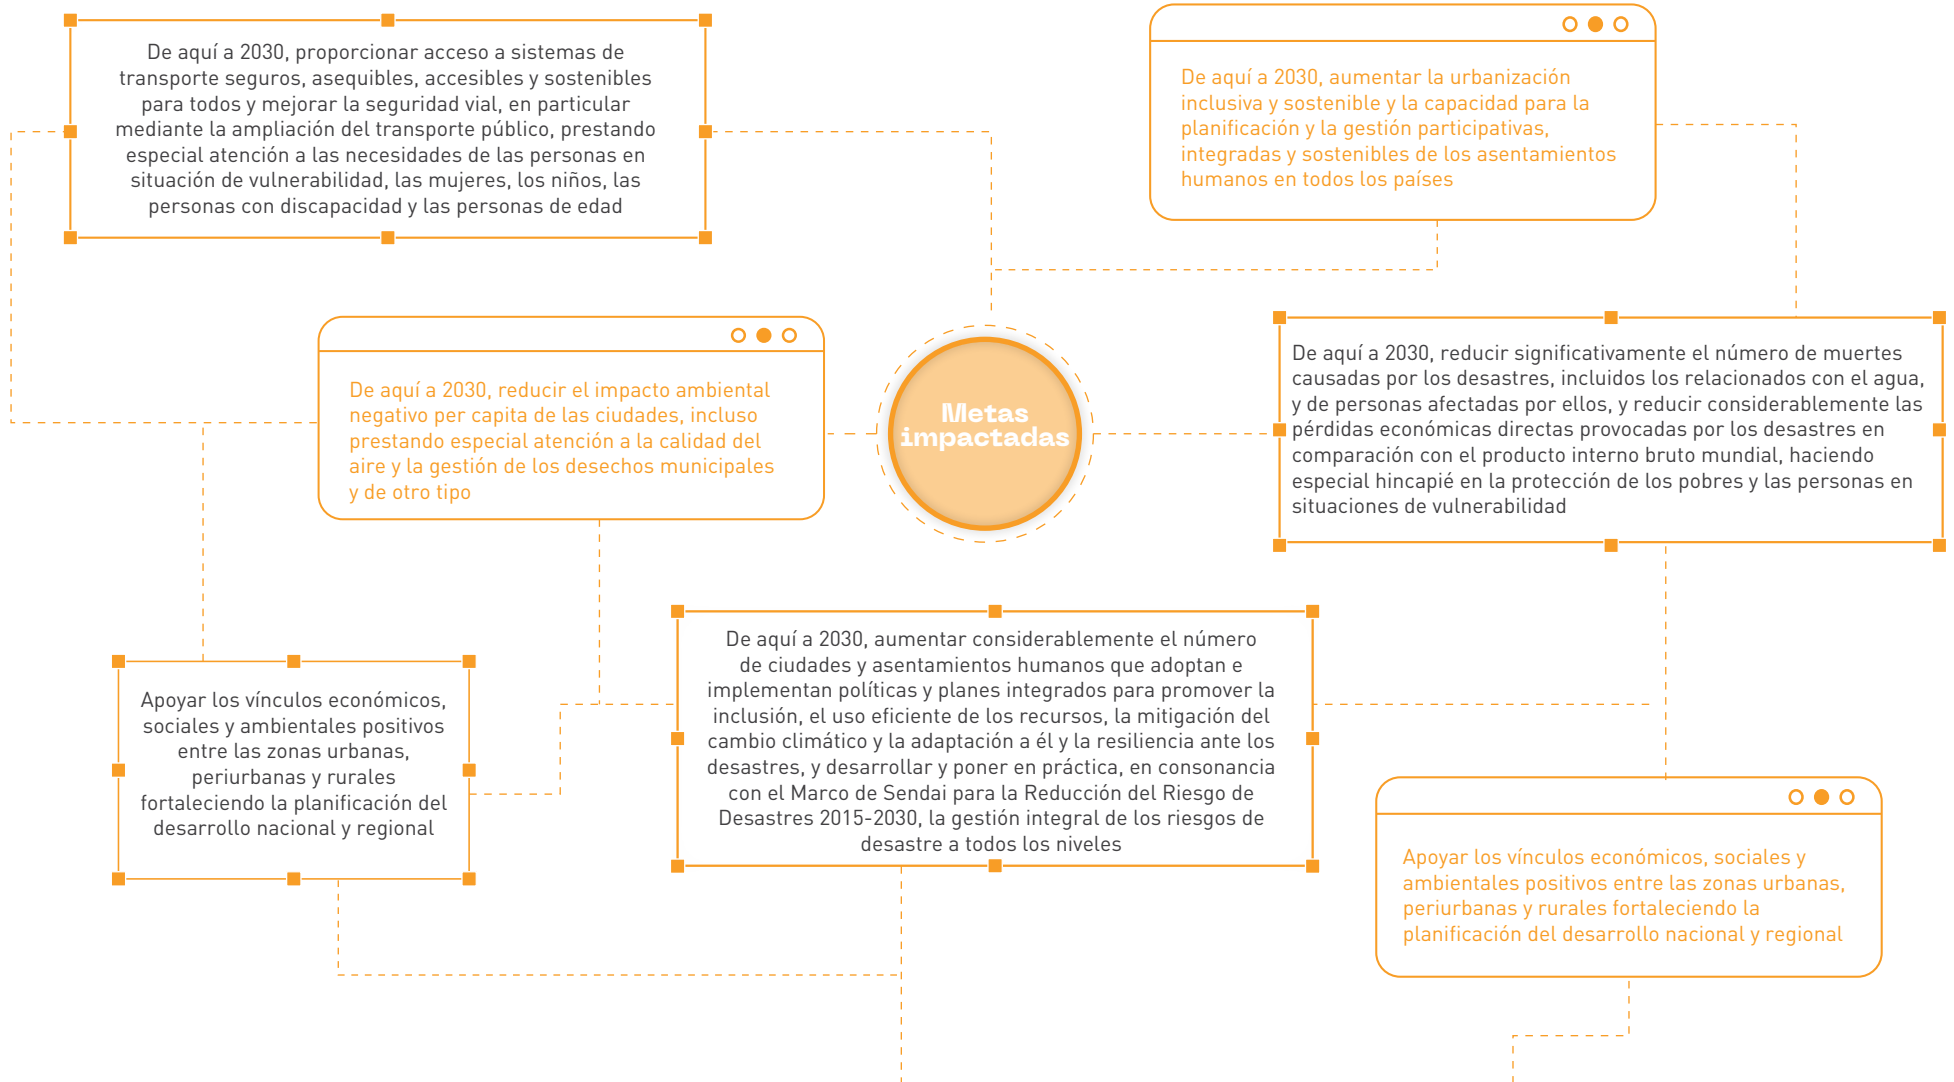 De aquí a 2030, proporcionar acceso a sistemas de
transporte seguros, asequibles, accesibles y sostenibles
para todos y mejorar la seguridad vial, en particular
mediante la ampliación del transporte público, prestando
especial atención a las necesidades de las personas en
situación de vulnerabilidad, las mujeres, los niños, las
personas con discapacidad y las personas de edad
De aquí a 2030, aumentar la urbanización
inclusiva y sostenible y la capacidad para la
planificación y la gestión participativas,
integradas y sostenibles de los asentamientos
humanos en todos los países
De aquí a 2030, reducir el impacto ambiental
negativo per capita de las ciudades, incluso
prestando especial atención a la calidad del
aire y la gestión de los desechos municipales
y de otro tipo
Metas
impactadas
De aquí a 2030, reducir significativamente el número de muertes
causadas por los desastres, incluidos los relacionados con el agua,
y de personas afectadas por ellos, y reducir considerablemente las
pérdidas económicas directas provocadas por los desastres en
comparación con el producto interno bruto mundial, haciendo
especial hincapié en la protección de los pobres y las personas en
situaciones de vulnerabilidad
Apoyar los vínculos económicos,
sociales y ambientales positivos
entre las zonas urbanas,
periurbanas y rurales
fortaleciendo la planificación del
desarrollo nacional y regional
De aquí a 2030, aumentar considerablemente el número
de ciudades y asentamientos humanos que adoptan e
implementan políticas y planes integrados para promover la
inclusión, el uso eficiente de los recursos, la mitigación del
cambio climático y la adaptación a él y la resiliencia ante los
desastres, y desarrollar y poner en práctica, en consonancia
con el Marco de Sendai para la Reducción del Riesgo de
Desastres 2015-2030, la gestión integral de los riesgos de
desastre a todos los niveles
Apoyar los vínculos económicos, sociales y
ambientales positivos entre las zonas urbanas,
periurbanas y rurales fortaleciendo la
planificación del desarrollo nacional y regional